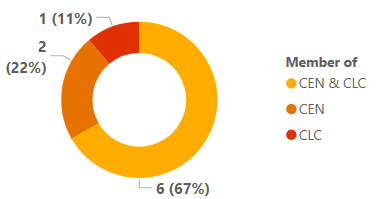 1 (11%)
2
(22%)
6 (67%)
Member of
CEN & CLC
CEN
CLC